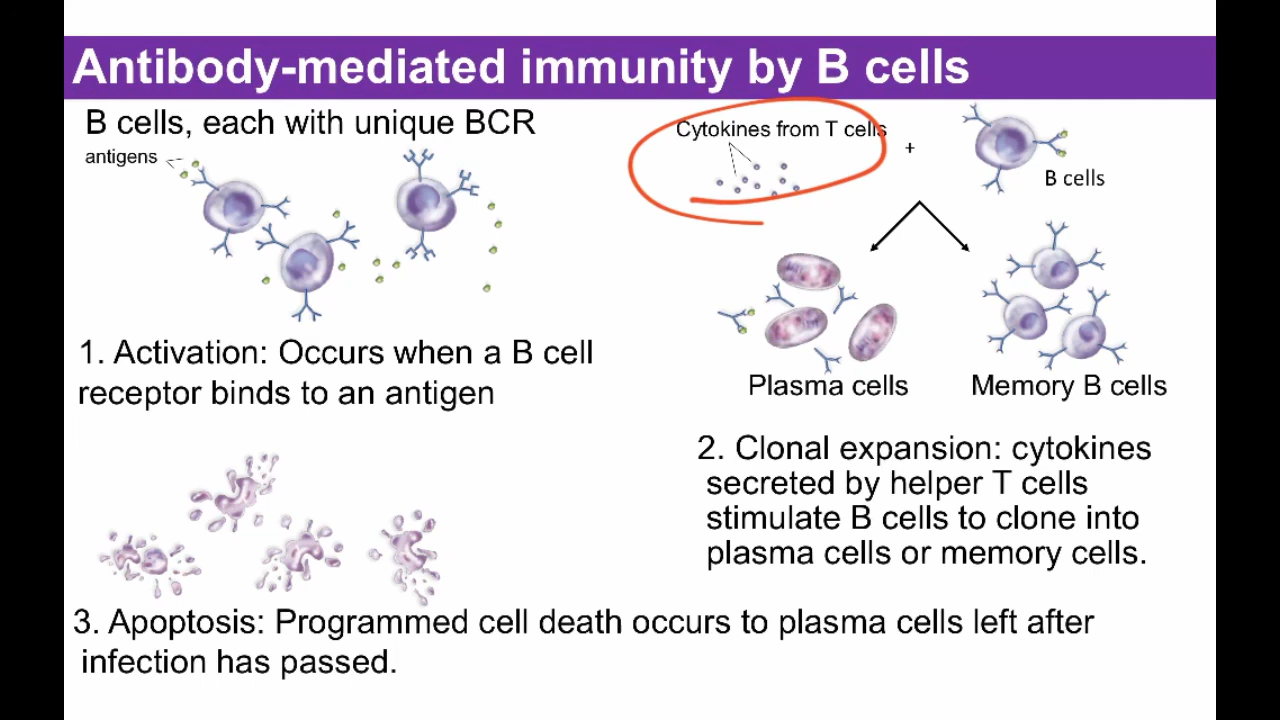 Antibody-mediated immunity by B cells
B cells, each with unique BCR
antigens
Cytokines from T cells
+
B cells
1. Activation: Occurs when a B cell
receptor binds to an antigen
Plasma cells
Memory B cells
2. Clonal expansion: cytokines
secreted by helper T cells
stimulate B cells to clone into
plasma cells or memory cells.
3. Apoptosis: Programmed cell death occurs to plasma cells left after
infection has passed.